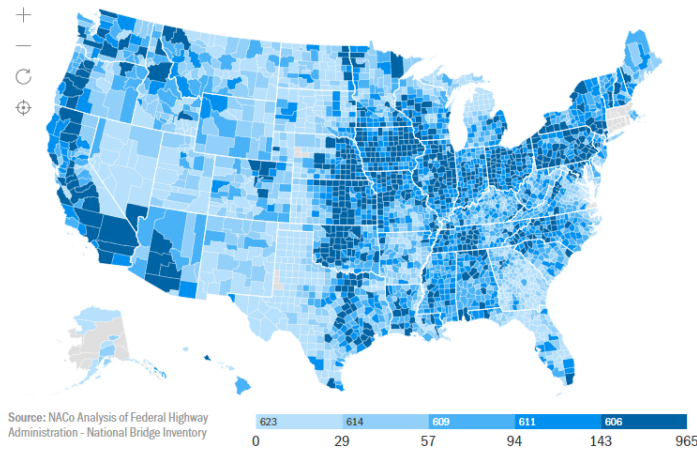 Source: NACo Analysis of Federal Highway
Administration - National Bridge Inventory
623 614 609 611 606
0 29 57 94 143 965